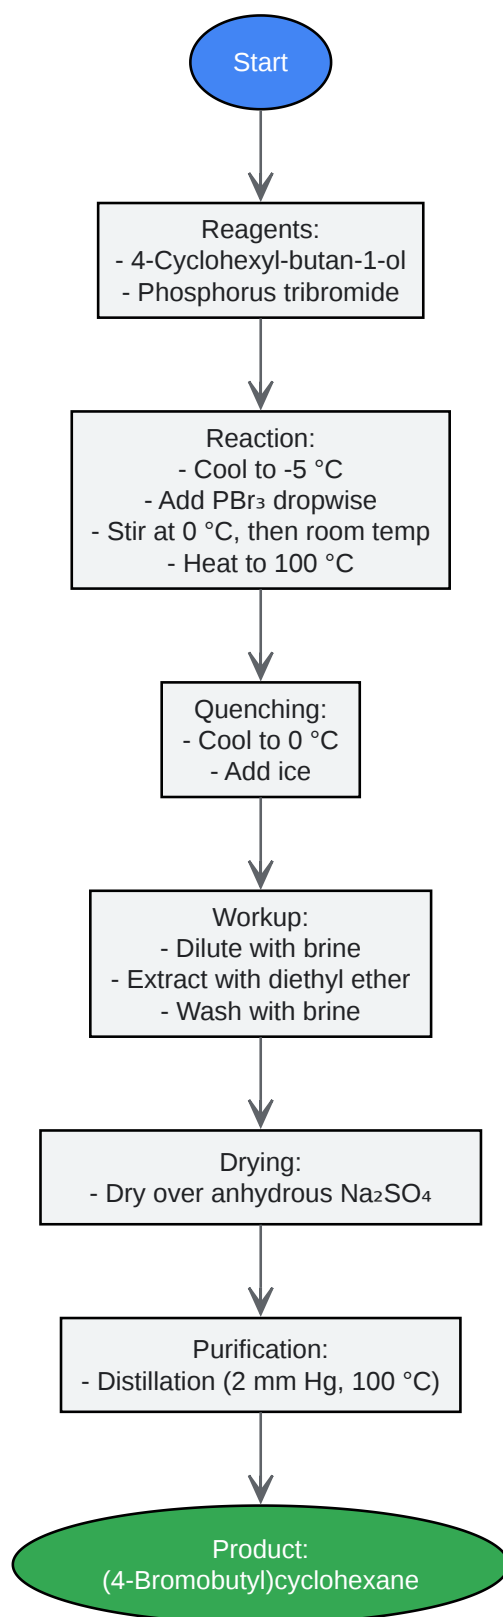 Start
Reagents:
- 4-Cyclohexyl-butan-1-ol
- Phosphorus tribromide
Reaction:
- Cool to -5 °C
- Add PBr₃ dropwise
- Stir at 0 °C, then room temp
- Heat to 100 °C
Quenching:
- Cool to 0 °C
- Add ice
Workup:
- Dilute with brine
- Extract with diethyl ether
- Wash with brine
Drying:
- Dry over anhydrous Na₂SO₄
Purification:
- Distillation (2 mm Hg, 100 °C)
Product:
(4-Bromobutyl)cyclohexane